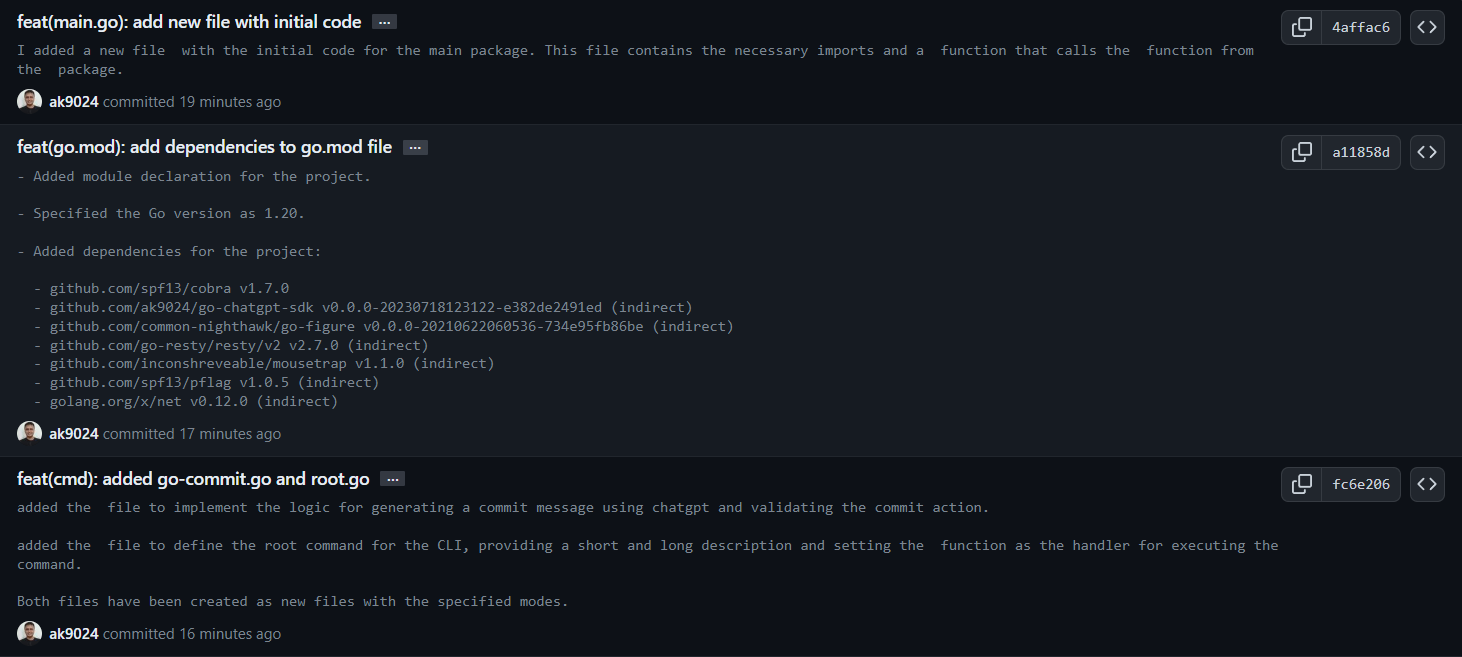 feat(main.go): add new file with initial code ...
4affac6
I added a new file  with the initial code for the main package. This file contains the necessary imports and a  function that calls the  function from
the  package.
ak9024 committed 19 minutes ago
feat(go.mod): add dependencies to go.mod file ...
a11858d
- Added module declaration for the project.
- Specified the Go version as 1.20.
- Added dependencies for the project:
- github.com/spf13/cobra v1.7.0
- github.com/ak9024/go-chatgpt-sdk v0.0.0-20230718123122-e382de2491ed (indirect)
- github.com/common-nighthawk/go-figure v0.0.0-20210622060536-734e95fb86be (indirect)
- github.com/go-resty/resty/v2 v2.7.0 (indirect)
- github.com/inconshreveable/mousetrap v1.1.0 (indirect)
- github.com/spf13/pflag v1.0.5 (indirect)
- golang.org/x/net v0.12.0 (indirect)
ak9024 committed 17 minutes ago
feat(cmd): added go-commit.go and root.go ...
fc6e206
added the  file to implement the logic for generating a commit message using chatgpt and validating the commit action.
added the  file to define the root command for the CLI, providing a short and long description and setting the  function as the handler for executing the
command.
Both files have been created as new files with the specified modes.
ak9024 committed 16 minutes ago